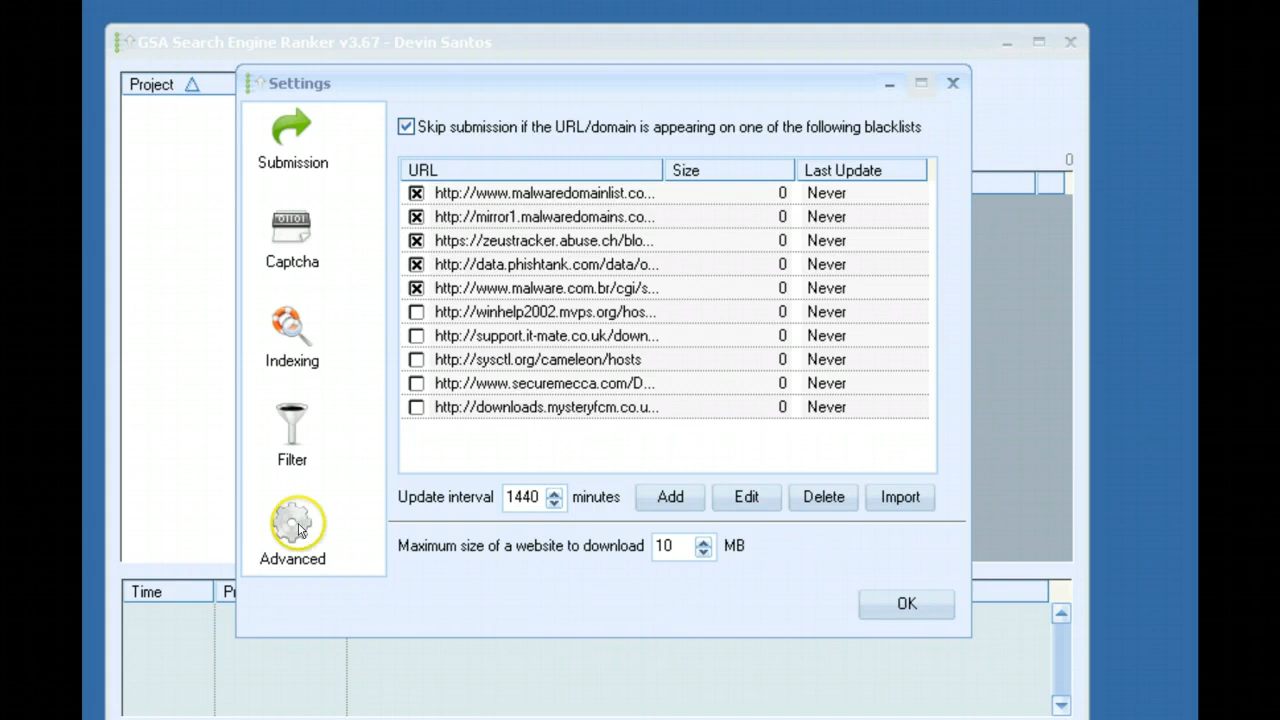 GSA Search Engine Ranker v3.67 - Devin Santos
Project
Settings
Submission
Captcha
Indexing
Filter
Advanced
Skip submission if the URL/domain is appearing on one of the following blacklists
0
URL Size Last Update
http://www.malwaredomainlist.co... 0 Never
http://mirror1.malwaredomains.co... 0 Never
https://zeustracker.abuse.ch/blo... 0 Never
http://data.phishtank.com/data/o... 0 Never
http://www.malware.com.br/cgi/s... 0 Never
http://winhelp2002.mvps.org/hos... 0 Never
http://support.it-mate.co.uk/down... 0 Never
http://sysctl.org/cameleon/hosts 0 Never
http://www.securemecca.com/D... 0 Never
http://downloads.mysteryfcm.co.u... 0 Never
Update interval 1440 minutes Add Edit Delete Import
Maximum size of a website to download 10 MB
OK
Time